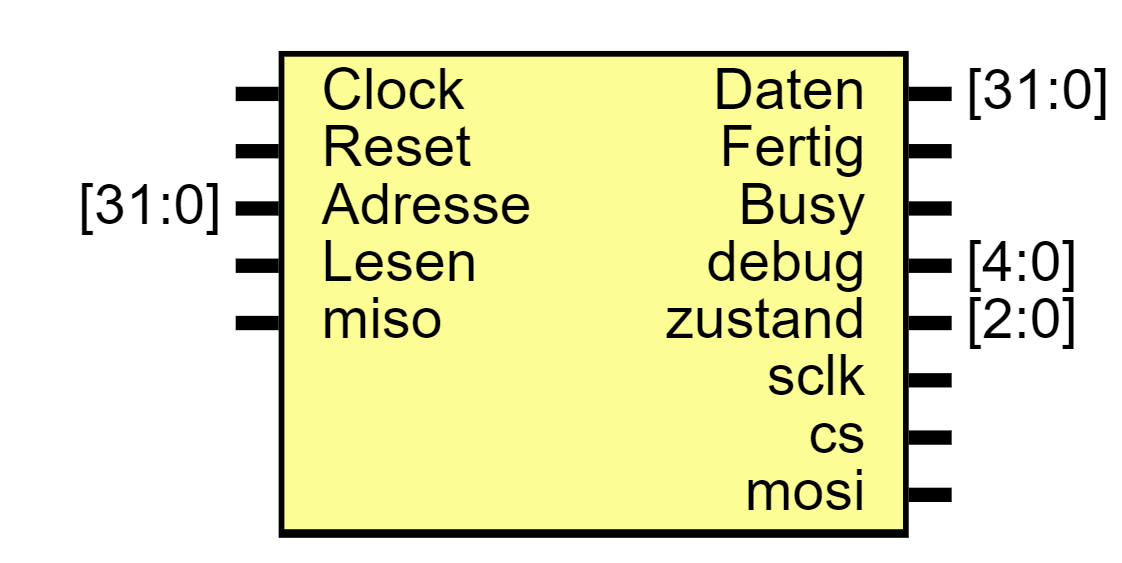 Clock Daten [31:0]
Reset Fertig
[31:0] Adresse Busy
Lesen debug [4:0]
miso zustand [2:0]
sclk
cs
mosi